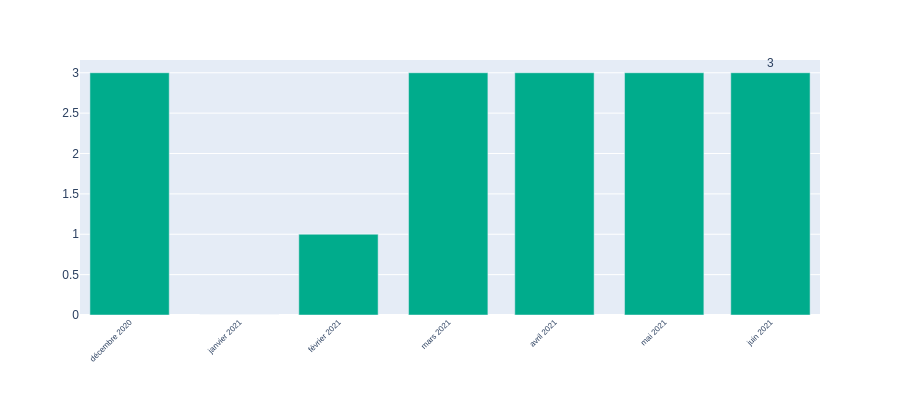 3
3
2.5
2
1.5
1
0.5
0
décembre 2020
janvier 2021
février 2021
mars 2021
avril 2021
mai 2021
juin 2021